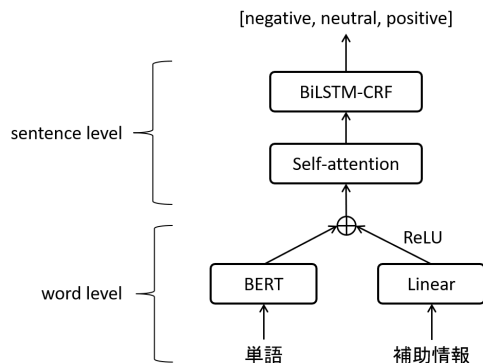 [negative, neutral, positive]
BiLSTM-CRF
sentence level
Self-attention
ReLU
BERT
Linear
word level
単語
補助情報